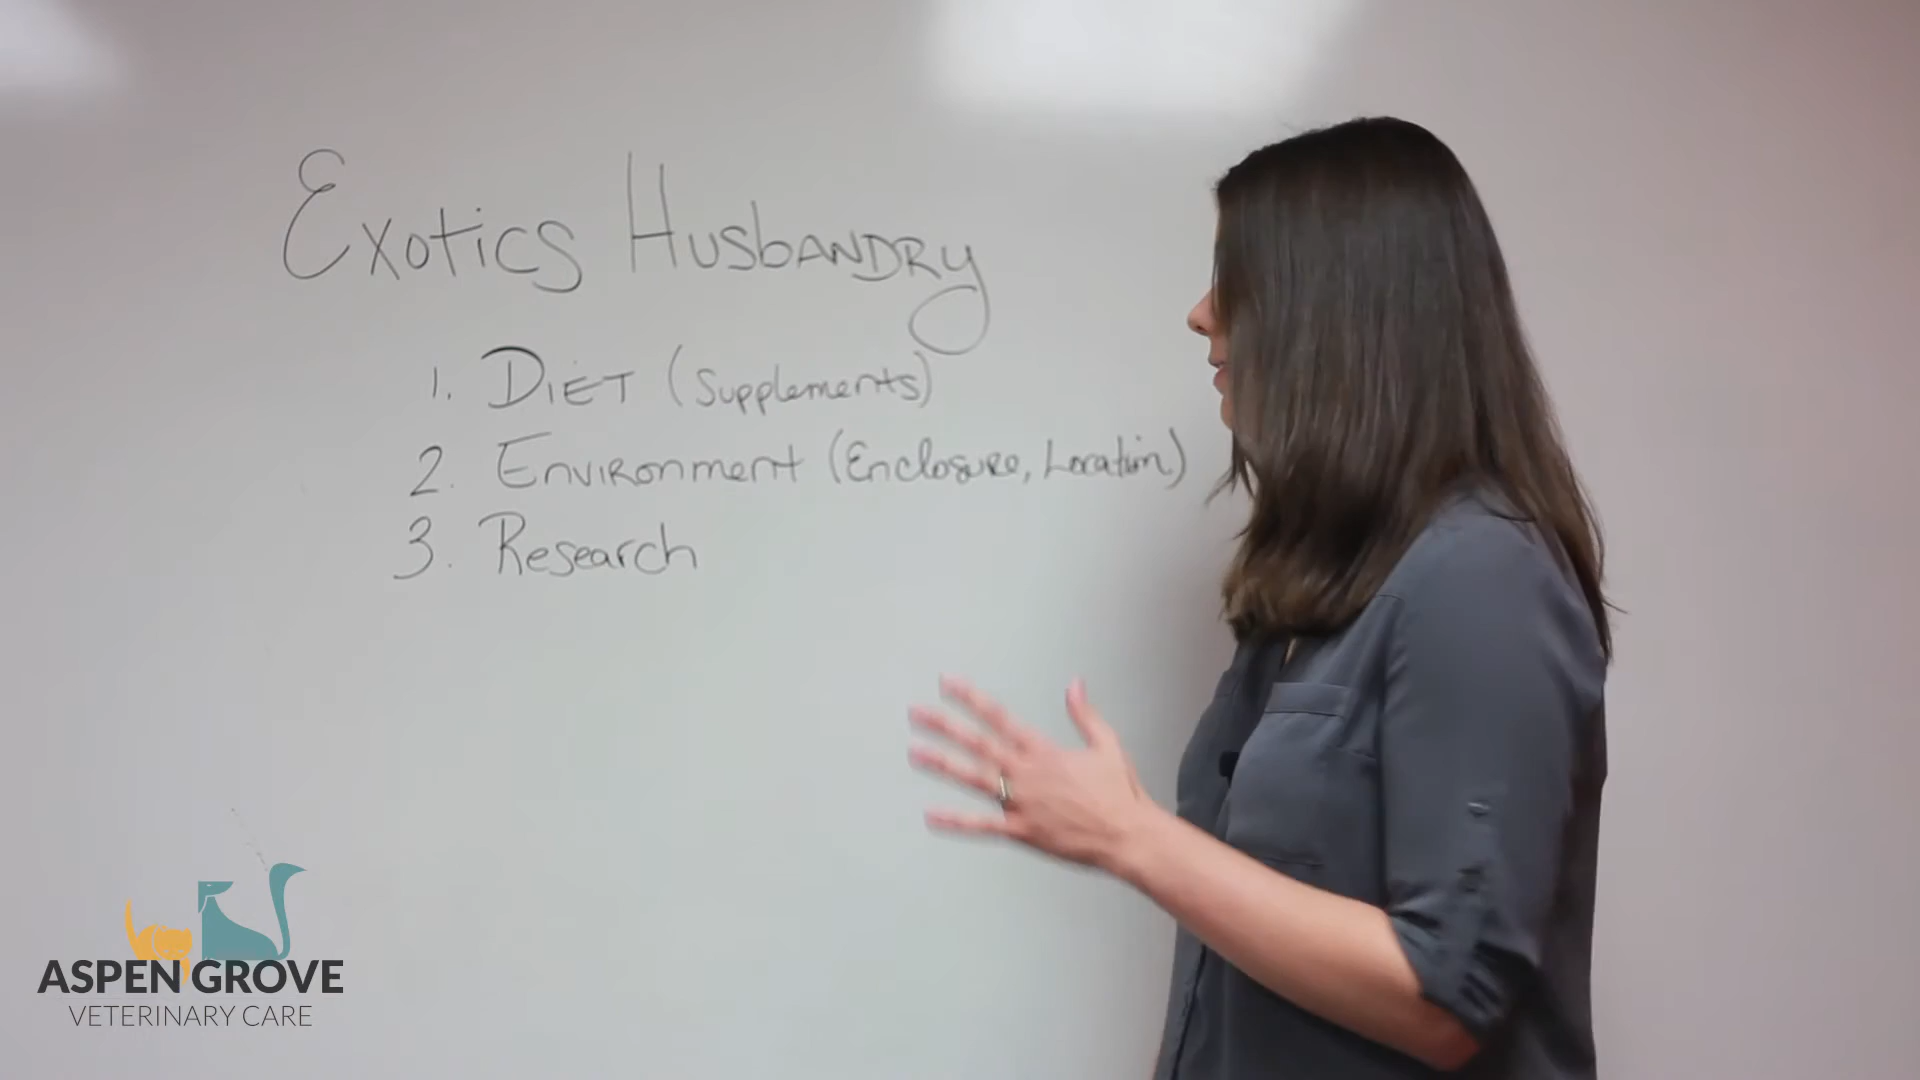 Exotics Husbandry
1. Diet (Supplements)
2. Environment (Enclosure, Location)
3. Research
ASPEN GROVE
VETERINARY CARE